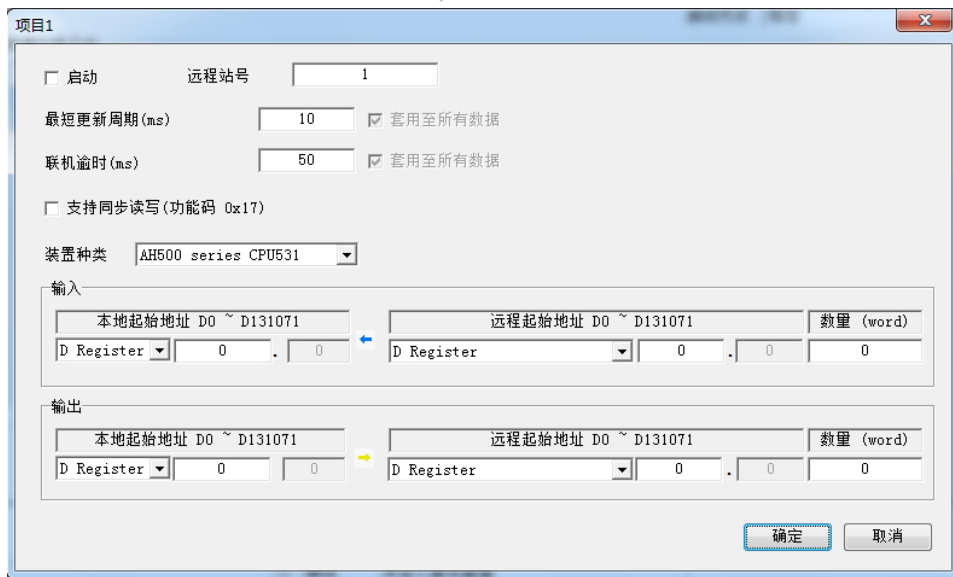 项目1
启动 远程站号 1
最短更新周期(ms) 10 套用至所有数据
联机逾时(ms) 50 套用至所有数据
支持同步读写(功能码 0x17)
装置种类 AH500 series CPU531
输入
本地起始地址 D0 ~ D131071 远程起始地址 D0 ~ D131071 数量 (word)
D Register 0 . 0 D Register 0 . 0 0
输出
本地起始地址 D0 ~ D131071 远程起始地址 D0 ~ D131071 数量 (word)
D Register 0 0 D Register 0 . 0 0
确定 取消